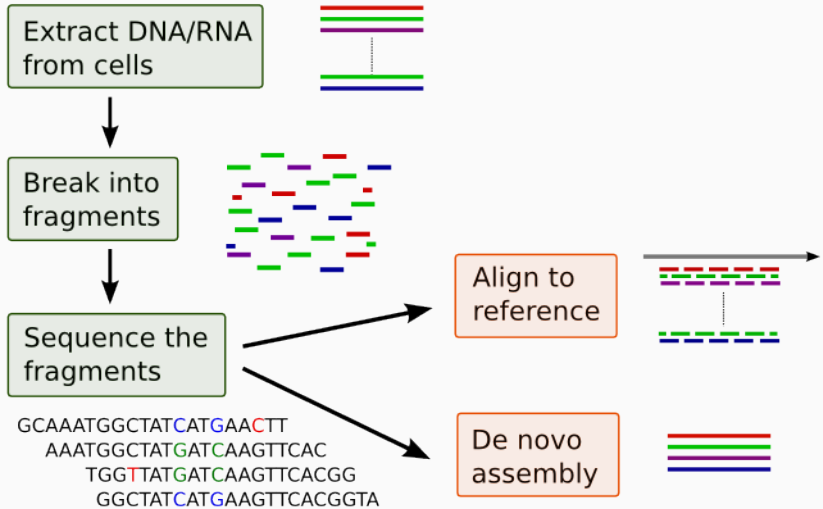 Extract DNA/RNA
from cells
Break into
fragments
Sequence the
fragments
Align to
reference
De novo
assembly
GCAAATGGCTATCATGAACTT
AAATGGCTATGATCAAGTTCAC
TGGTTATGATCAAGTTCACGG
GGCTATCATGAAGTTCACGGTA